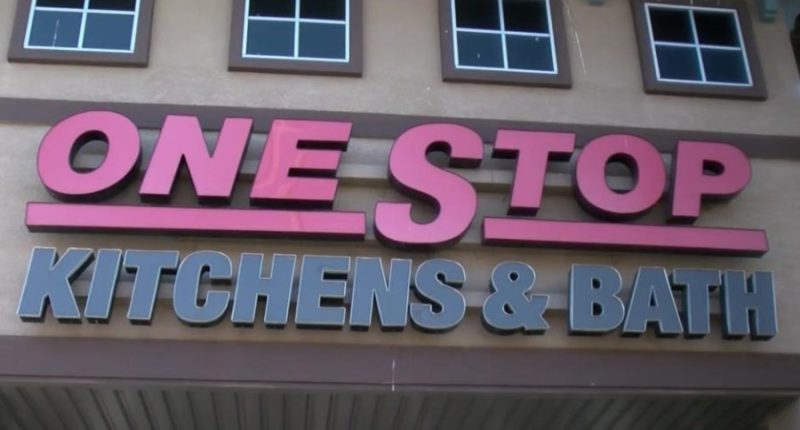 ONE STOP
KITCHENS & BATH